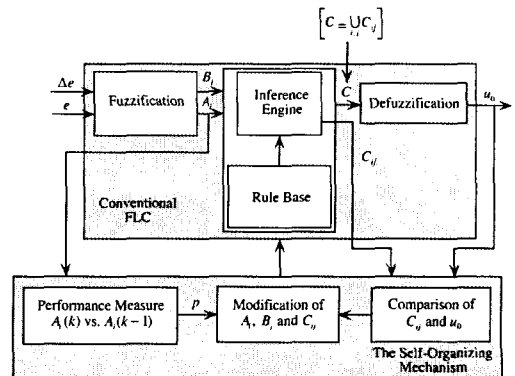 [C = ⋃ C_ij]
i,j
Δe
e
Fuzzification
B_j
A_i
Inference
Engine
C
Defuzzification
u_0
C_ij
Rule Base
Conventional
FLC
Performance Measure
A_i(k) vs. A_i(k−1)
p
Modification of
A_i, B_j and C_ij
Comparison of
C_ij and u_0
The Self-Organizing
Mechanism